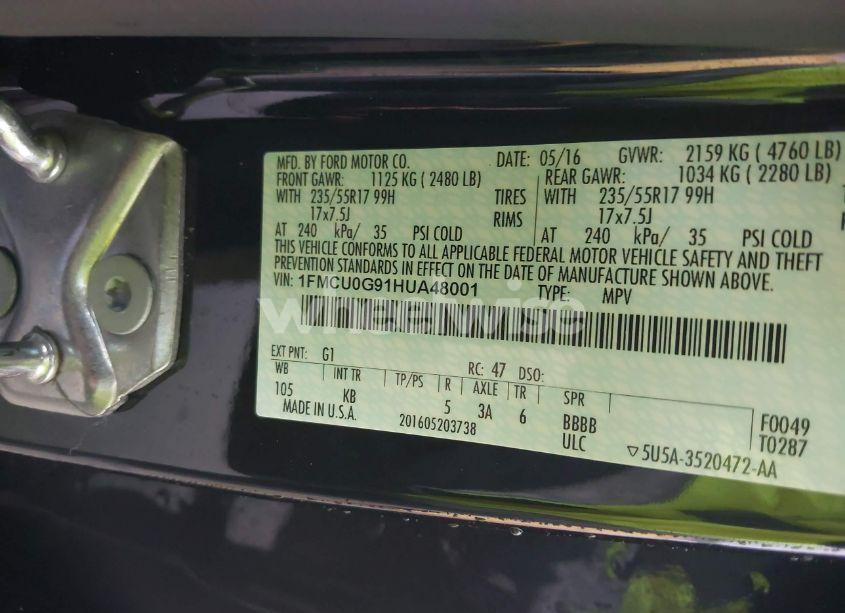 MFD. BY FORD MOTOR CO. DATE: 05/16 GVWR: 2159 KG ( 4760 LB)
FRONT GAWR: 1125 KG ( 2480 LB) REAR GAWR: 1034 KG ( 2280 LB)
WITH 235/55R17 99H TIRES WITH 235/55R17 99H
17x7.5J RIMS 17x7.5J
AT 240 kPa/ 35 PSI COLD AT 240 kPa/ 35 PSI COLD
THIS VEHICLE CONFORMS TO ALL APPLICABLE FEDERAL MOTOR VEHICLE SAFETY AND THEFT
PREVENTION STANDARDS IN EFFECT ON THE DATE OF MANUFACTURE SHOWN ABOVE.
VIN: 1FMCU0G91HUA48001 TYPE: MPV
wheelwise
EXT PNT: G1 RC: 47 DSO:
WB INT TR TP/PS R AXLE TR SPR
105 KB 5 3A 6 BBBB F0049
MADE IN U.S.A. 201605203738 ULC T0287
▽5U5A-3520472-AA